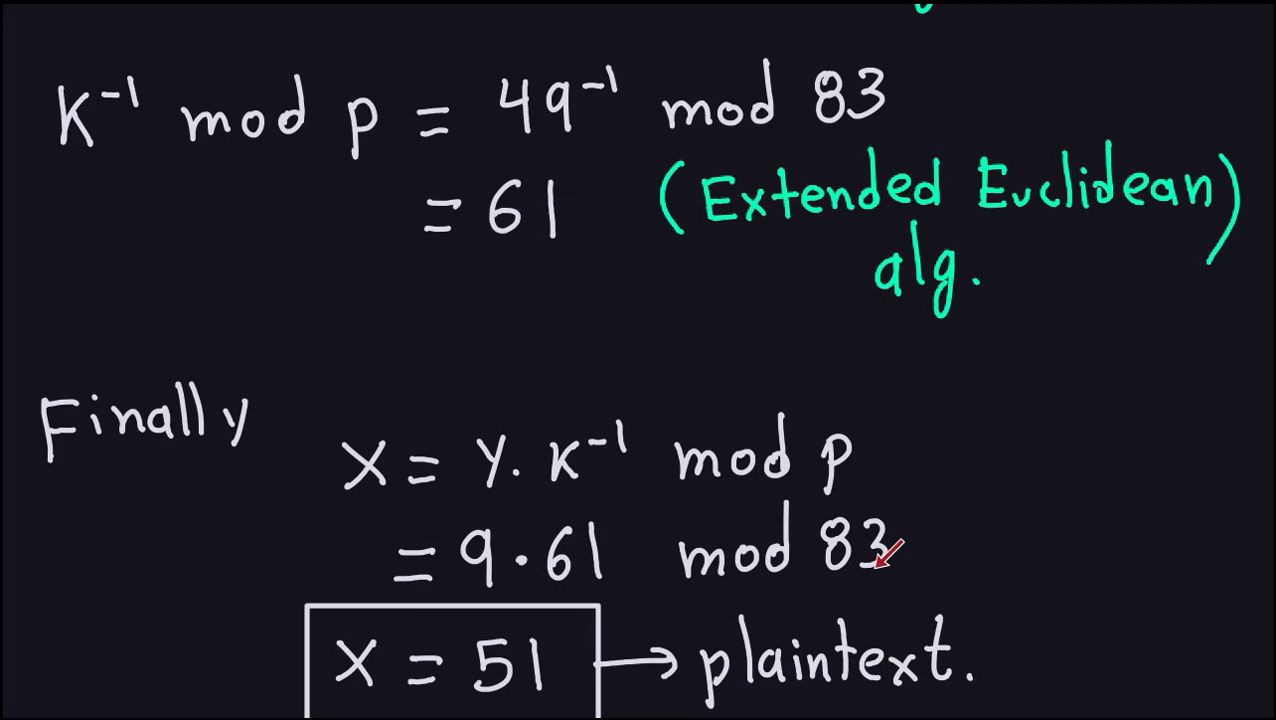 K⁻¹ mod p = 49⁻¹ mod 83
= 61 (Extended Euclidean
alg.)
Finally
X = Y. K⁻¹ mod p
= 9 · 61 mod 83
X = 51 → plaintext.